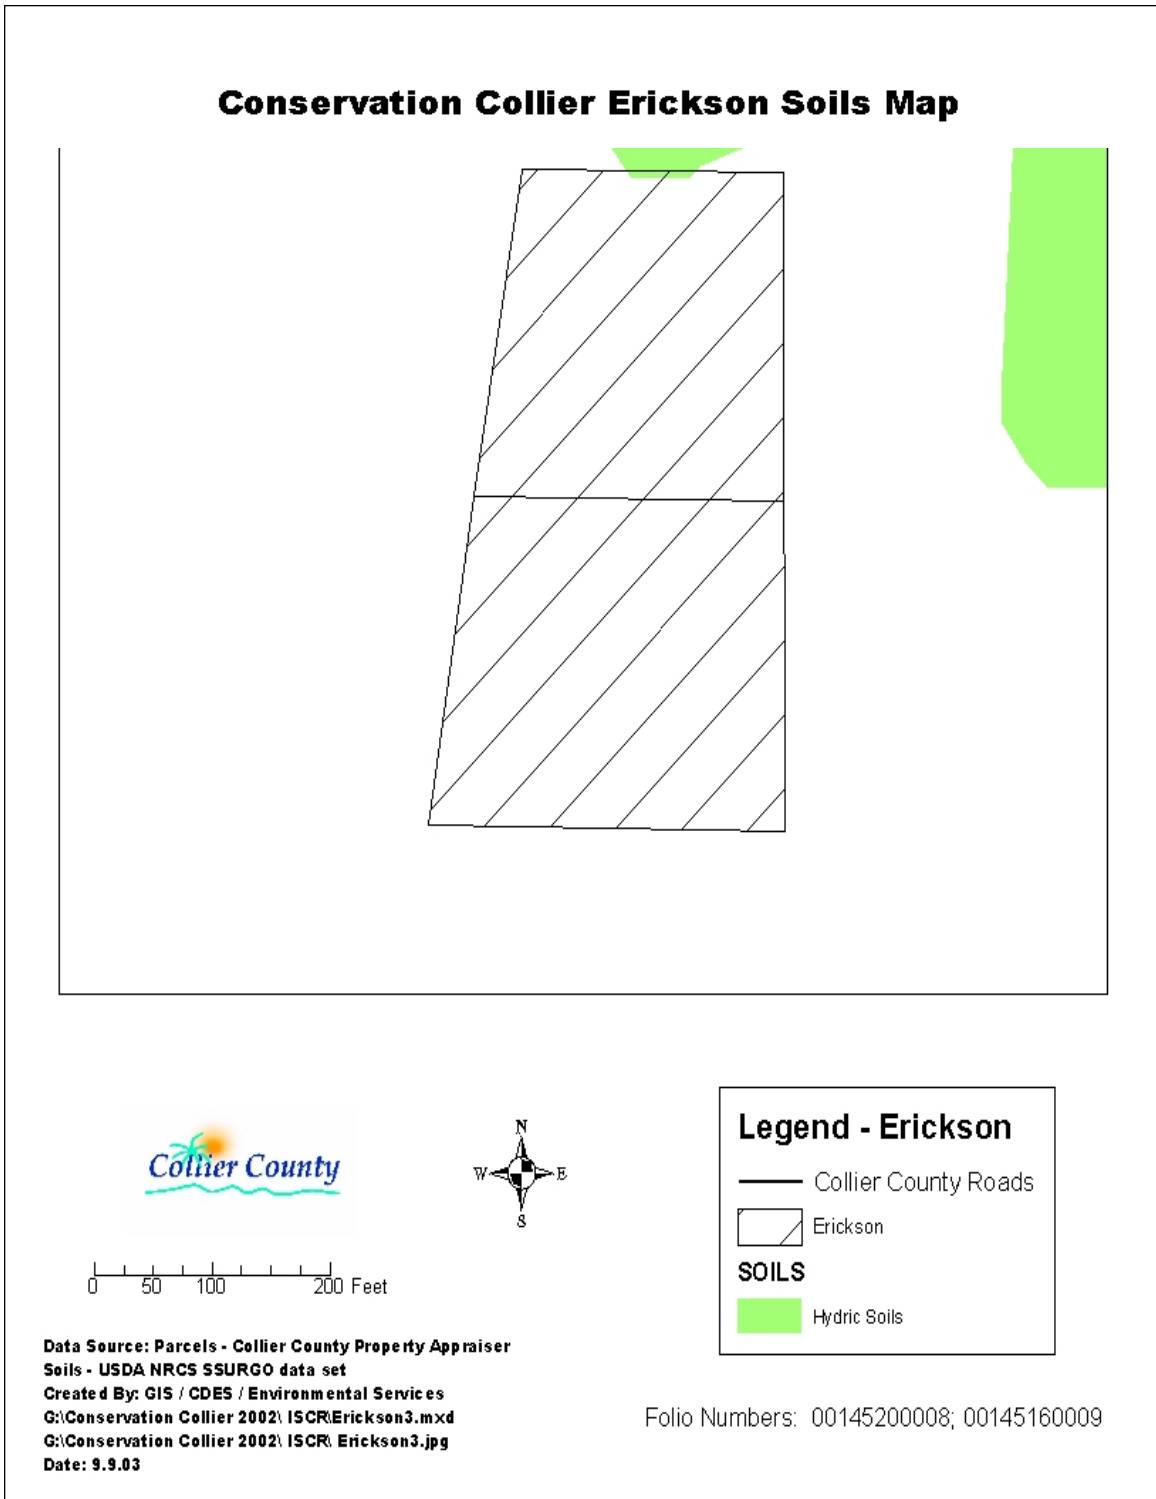 Conservation Collier Erickson Soils Map
Collier County
N
W E
S
0 50 100 200 Feet
Legend - Erickson
Collier County Roads
Erickson
SOILS
Hydric Soils
Data Source: Parcels - Collier County Property Appraiser
Soils - USDA NRCS SSURGO data set
Created By: GIS / CDES / Environmental Services
G:\Conservation Collier 2002\ ISCR\Erickson3.mxd
G:\Conservation Collier 2002\ ISCR\ Erickson3.jpg
Date: 9.9.03
Folio Numbers: 00145200008; 00145160009